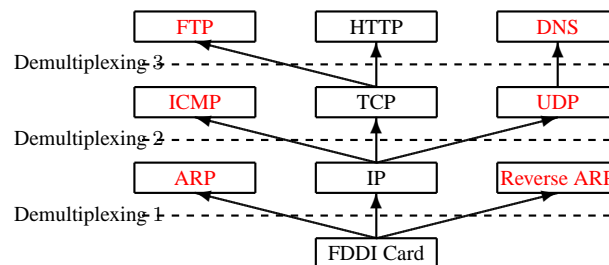 FTP HTTP DNS
Demultiplexing 3
ICMP TCP UDP
Demultiplexing 2
ARP IP Reverse ARP
Demultiplexing 1
FDDI Card